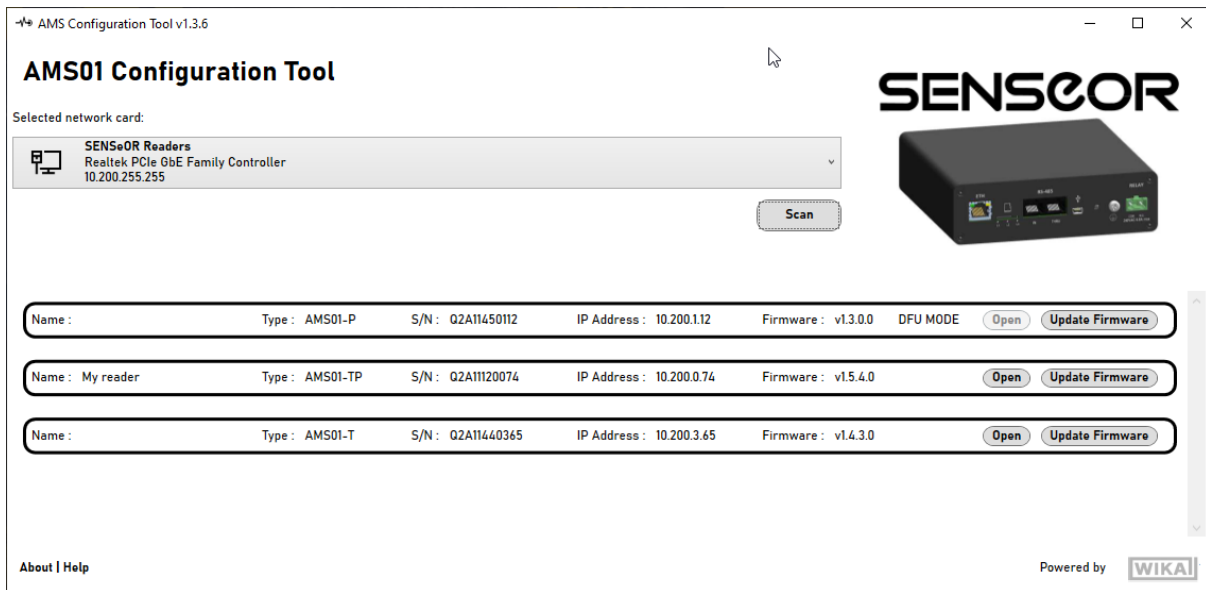 AMS Configuration Tool v1.3.6
AMS01 Configuration Tool
SENSeOR
Selected network card:
SENSeOR Readers
Realtek PCIe GbE Family Controller
10.200.255.255
Scan
ETH
RS-485
RELAY
Name : Type : AMS01-P S/N : Q2A11450112 IP Address : 10.200.1.12 Firmware : v1.3.0.0 DFU MODE Open Update Firmware
Name : My reader Type : AMS01-TP S/N : Q2A11120074 IP Address : 10.200.0.74 Firmware : v1.5.4.0 Open Update Firmware
Name : Type : AMS01-T S/N : Q2A11440365 IP Address : 10.200.3.65 Firmware : v1.4.3.0 Open Update Firmware
About | Help
Powered by WIKA